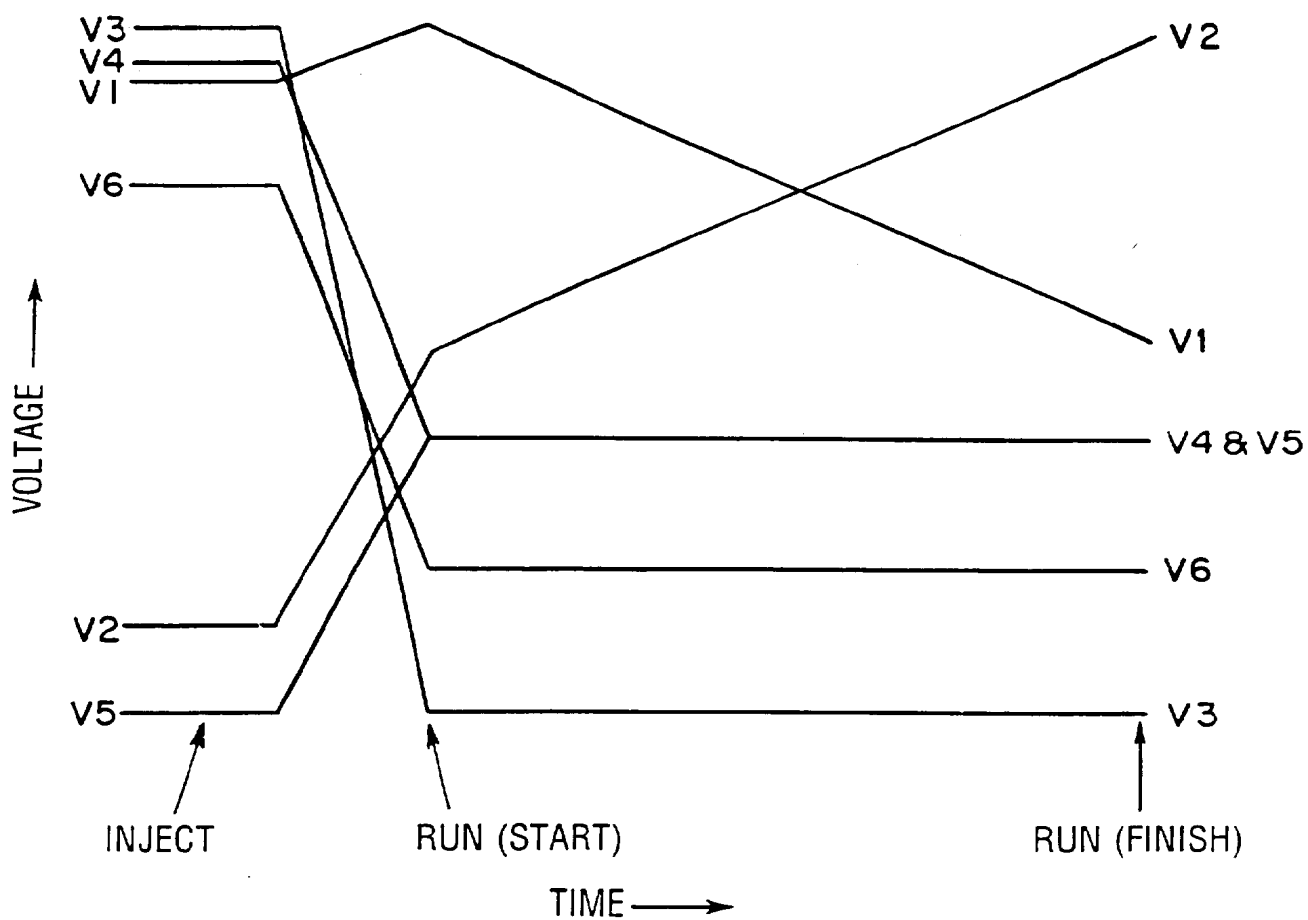 V3
V4
V1
V6
V2
V5
V2
V1
V4 & V5
V6
V3
VOLTAGE
INJECT
RUN (START)
RUN (FINISH)
TIME